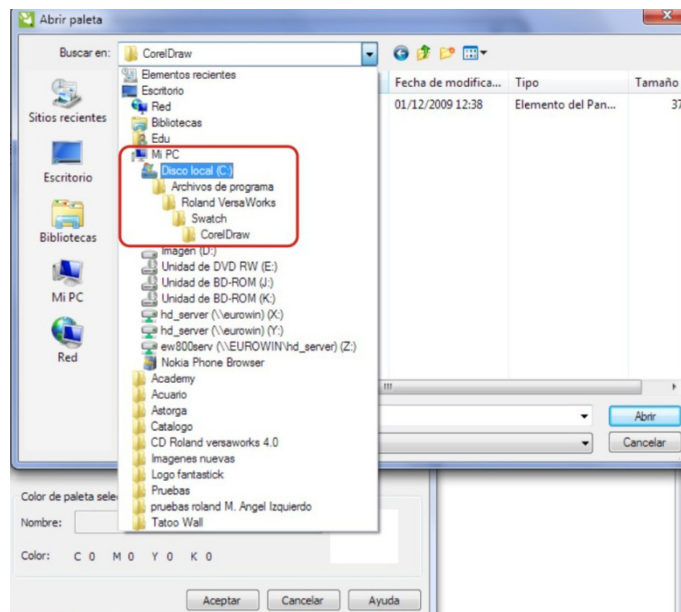 Abrir paleta
Buscar en: CorelDraw
Elementos recientes
Escritorio
Red
Bibliotecas
Edu
Mi PC
Disco local (C:)
Archivos de programa
Roland VersaWorks
Swatch
CorelDraw
Imagen (D:)
Unidad de DVD RW (E:)
Unidad de BD-ROM (J:)
Unidad de BD-ROM (K:)
hd_server (\\eurowin) (X:)
hd_server (\\eurowin) (Y:)
ew800serv (\\EUROWIN\hd_server) (Z:)
Nokia Phone Browser
Academy
Acuario
Astorga
Catalogo
CD Roland versaworks 4.0
Imagenes nuevas
Logo fantastick
Pruebas
pruebas roland M. Angel Izquierdo
Tatoo Wall
Sitios recientes
Escritorio
Bibliotecas
Mi PC
Red
Fecha de modifica... Tipo Tamaño
01/12/2009 12:38 Elemento del Pan... 37
Abrir
Cancelar
Color de paleta sele
Nombre:
Color: C 0 M 0 Y 0 K 0
Aceptar Cancelar Ayuda